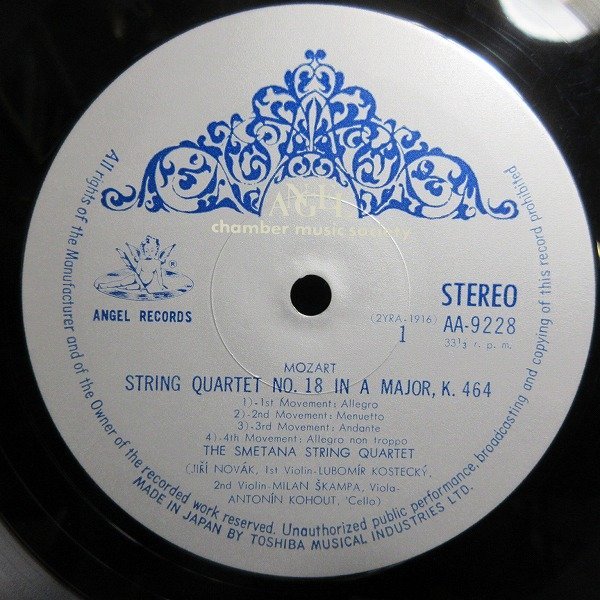 chamber music society
ANGEL RECORDS
®
STEREO
(2YRA-1916) AA-9228
1 33 1/3 r. p. m.
MOZART
STRING QUARTET NO. 18 IN A MAJOR, K. 464
1)-1st Movement: Allegro
2)-2nd Movement: Menuetto
3)-3rd Movement: Andante
4)-4th Movement: Allegro non troppo
THE SMETANA STRING QUARTET
(JIŘÍ NOVÁK, 1st Violin-LUBOMÍR KOSTECKÝ,
2nd Violin-MILAN ŠKAMPA, Viola-
ANTONÍN KOHOUT, 'Cello)
All rights of the Manufacturer and of the Owner of the recorded work reserved. Unauthorized public performance, broadcasting and copying of this record prohibited
MADE IN JAPAN BY TOSHIBA MUSICAL INDUSTRIES LTD.